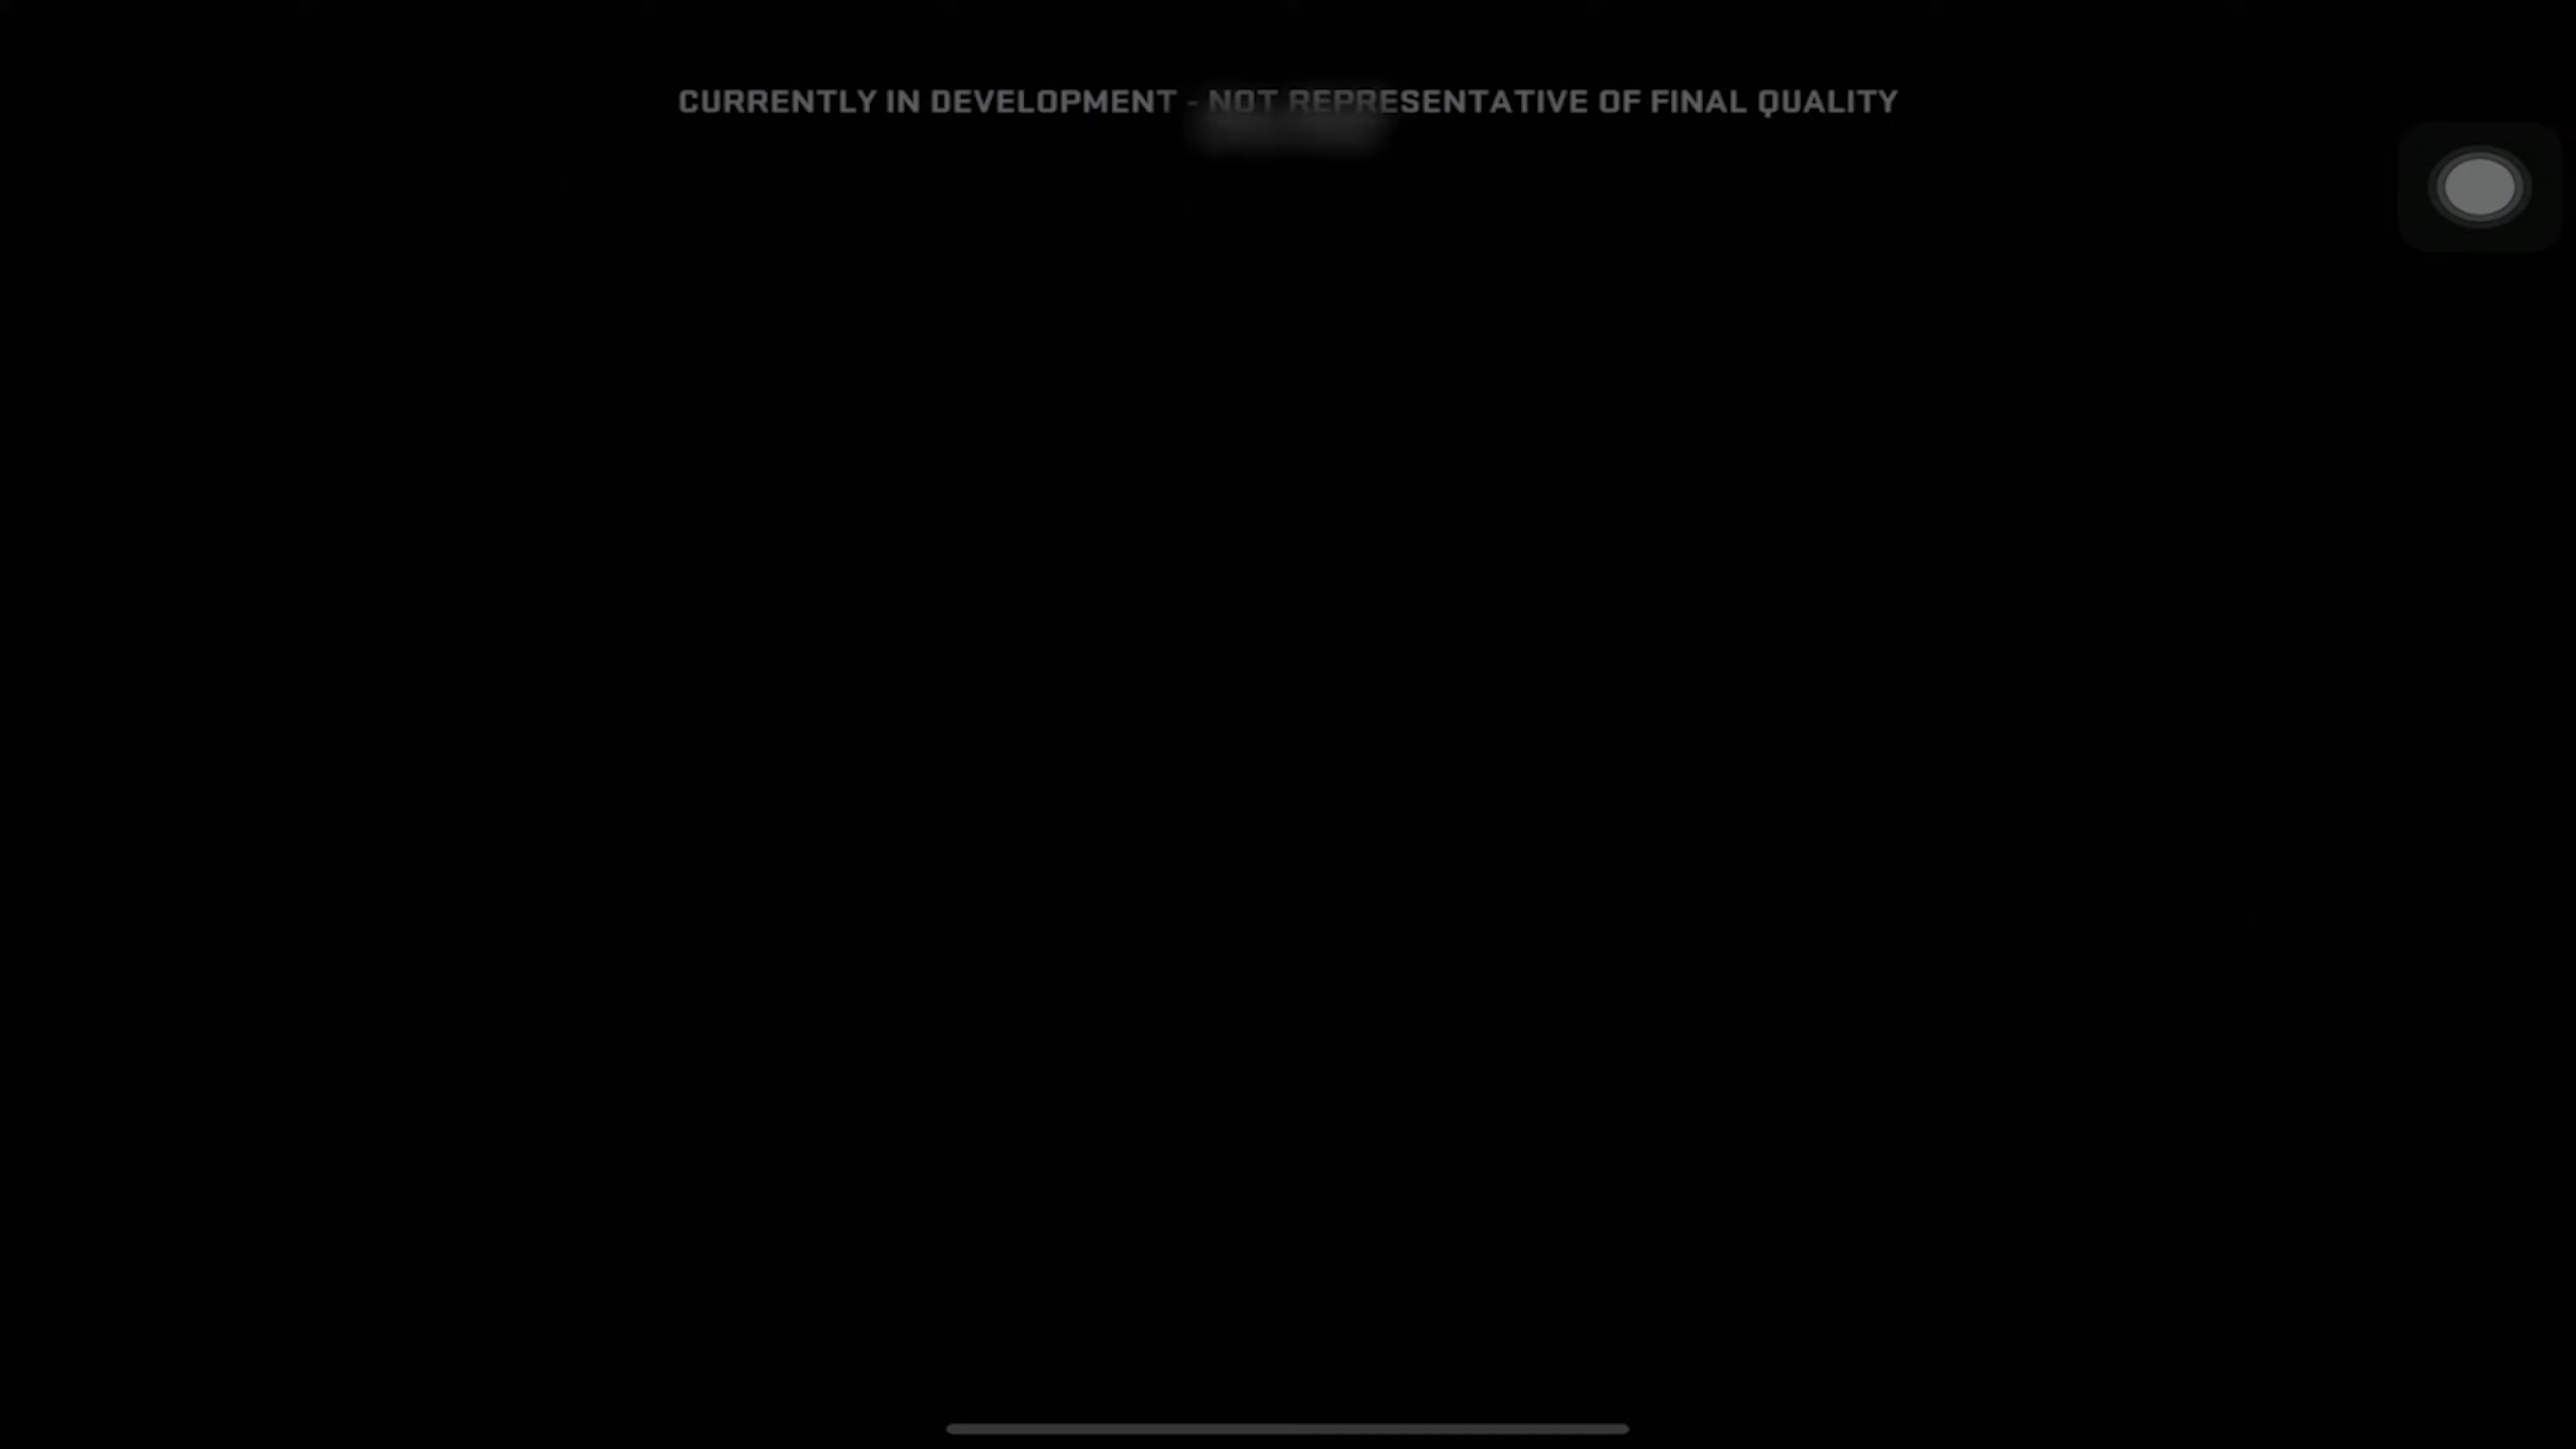 CURRENTLY IN DEVELOPMENT - NOT REPRESENTATIVE OF FINAL QUALITY